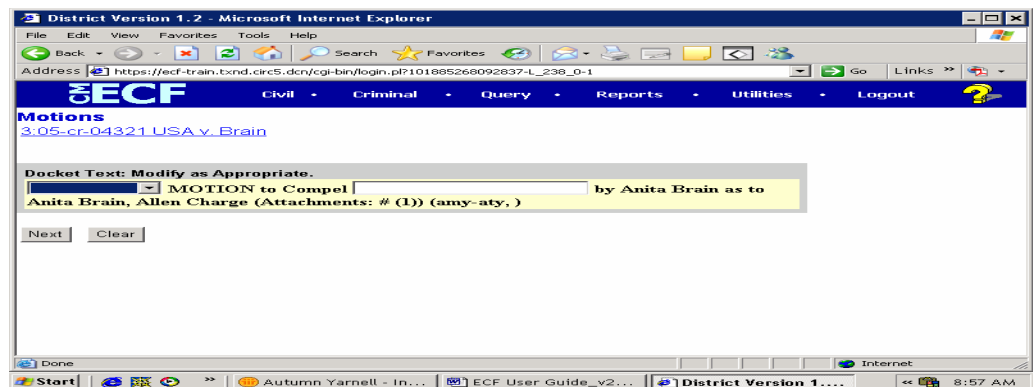 District Version 1.2 - Microsoft Internet Explorer
File Edit View Favorites Tools Help
Back Search Favorites
Address https://ecf-train.txnd.circ5.dcn/cgi-bin/login.pl?101885268092837-L_238_0-1 Go Links »
CM ECF Civil • Criminal • Query • Reports • Utilities • Logout ?
Motions
3:05-cr-04321 USA v. Brain
Docket Text: Modify as Appropriate.
MOTION to Compel by Anita Brain as to
Anita Brain, Allen Charge (Attachments: # (1)) (amy-aty, )
Next Clear
Done Internet
Start » Autumn Yarnell - In... ECF User Guide_v2... District Version 1.... « 8:57 AM